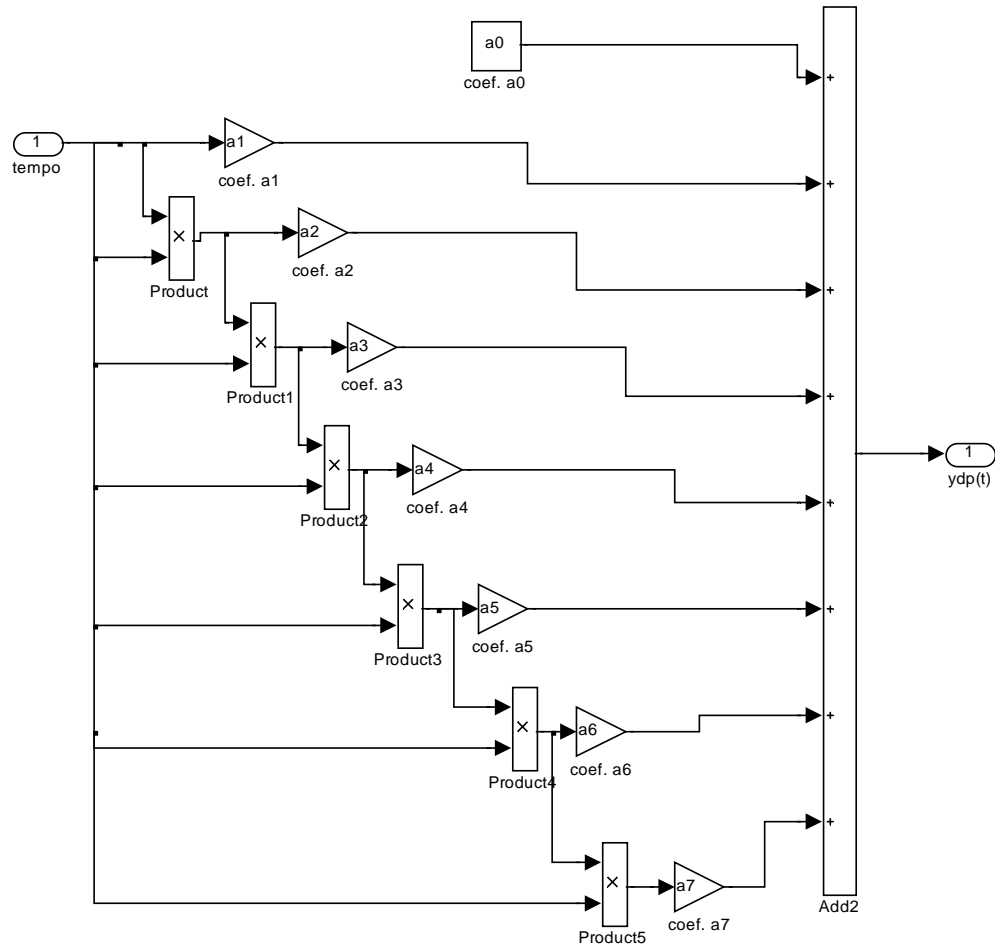 a0
coef. a0
+
1
tempo
a1
coef. a1
+
×
Product
a2
coef. a2
+
×
Product1
a3
coef. a3
+
×
Product2
a4
coef. a4
+
1
ydp(t)
×
Product3
a5
coef. a5
+
×
Product4
a6
coef. a6
+
×
Product5
a7
coef. a7
+
Add2